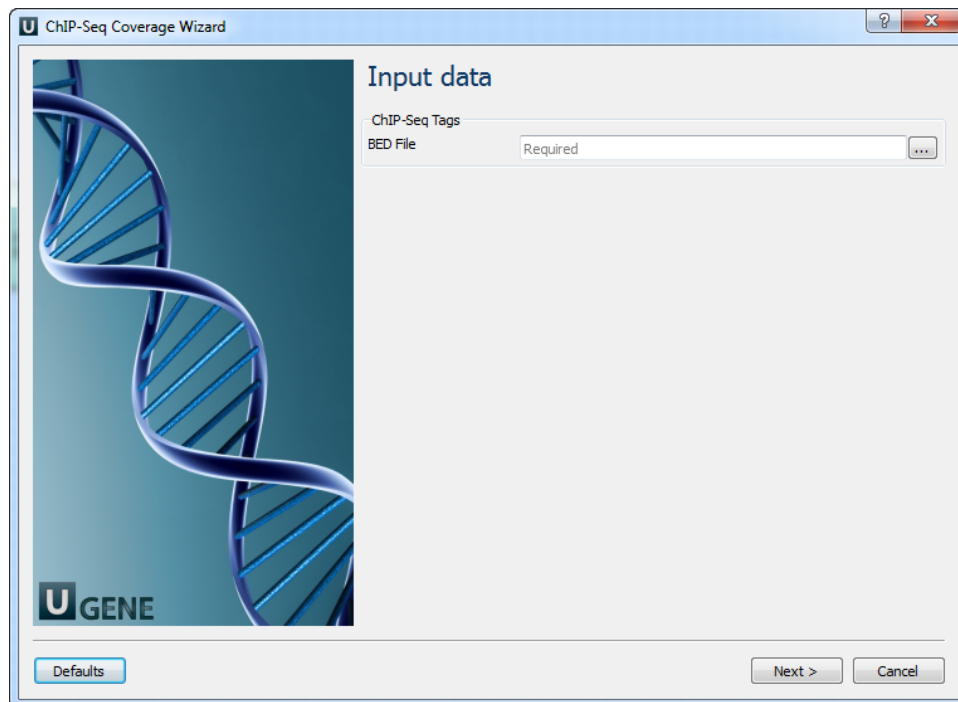 U ChIP-Seq Coverage Wizard
?
X
Input data
ChIP-Seq Tags
BED File
Required
...
U GENE
Defaults
Next >
Cancel